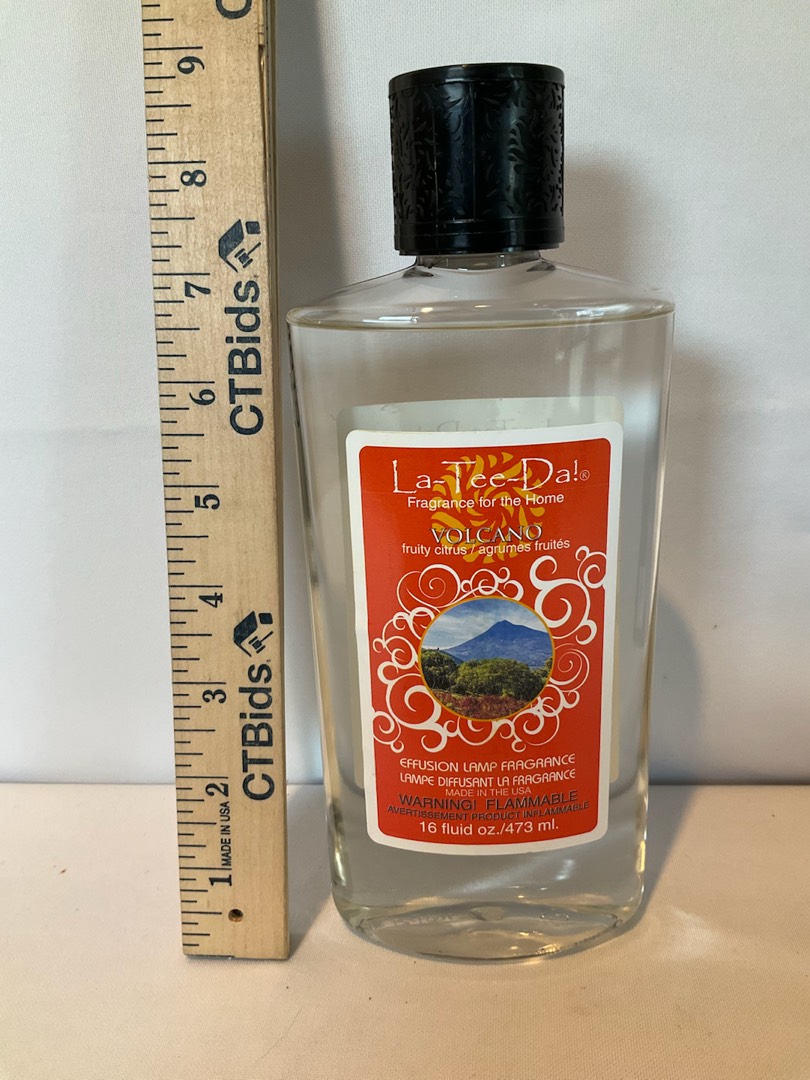 9
8
7
6
5
4
3
2
1
CTBids
CTBids
MADE IN USA
La-Tee-Da!®
Fragrance for the Home
VOLCANO
fruity citrus / agrumes fruités
EFFUSION LAMP FRAGRANCE
LAMPE DIFFUSANT LA FRAGRANCE
MADE IN THE USA
WARNING! FLAMMABLE
AVERTISSEMENT PRODUCT INFLAMMABLE
16 fluid oz./473 ml.